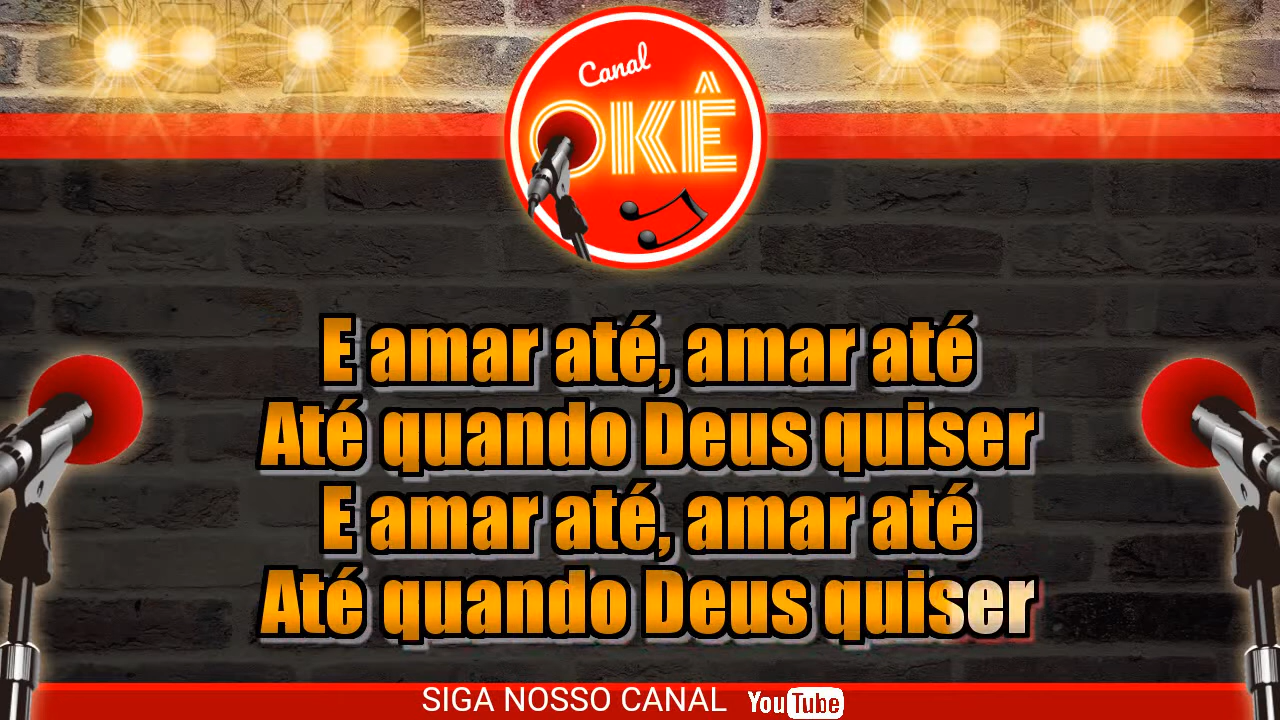 Canal
OKÊ
E amar até, amar até
Até quando Deus quiser
E amar até, amar até
Até quando Deus quiser
SIGA NOSSO CANAL YouTube